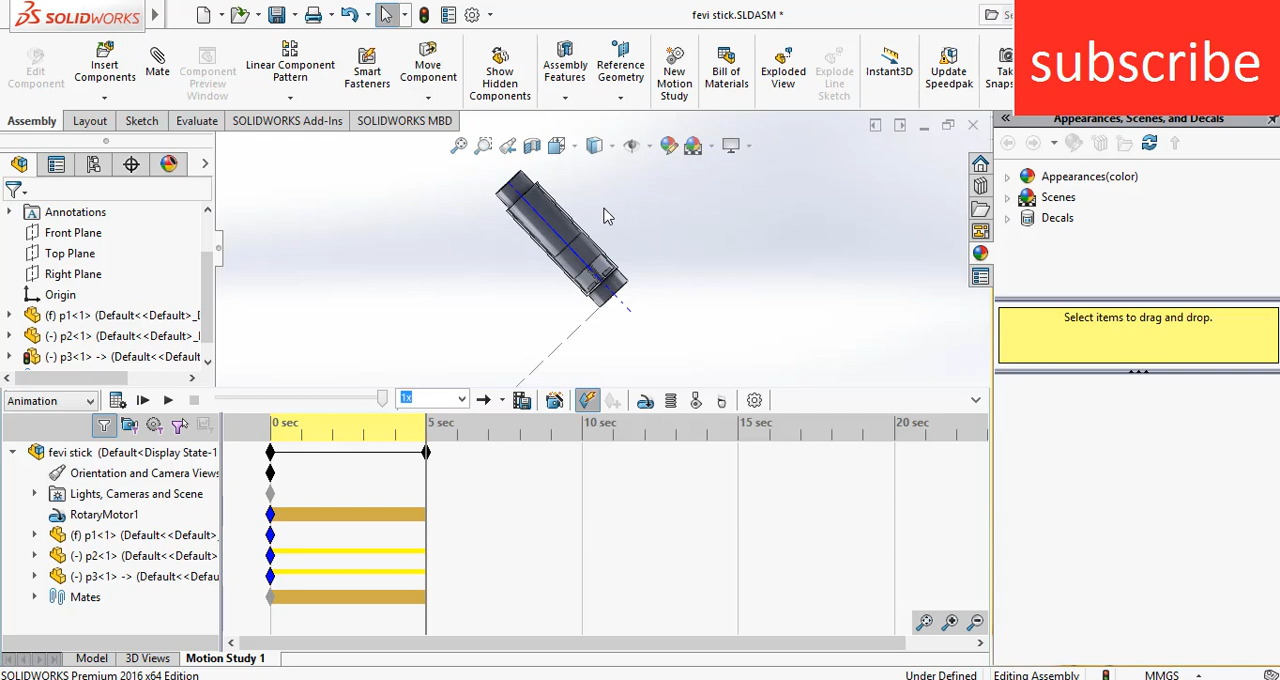 SOLIDWORKS
fevi stick.SLDASM *
subscribe
Edit Component
Insert Components
Mate
Component Preview Window
Linear Component Pattern
Smart Fasteners
Move Component
Show Hidden Components
Assembly Features
Reference Geometry
New Motion Study
Bill of Materials
Exploded View
Explode Line Sketch
Instant3D
Update Speedpak
Assembly
Layout
Sketch
Evaluate
SOLIDWORKS Add-Ins
SOLIDWORKS MBD
Appearances, Scenes, and Decals
Appearances(color)
Scenes
Decals
Select items to drag and drop.
Annotations
Front Plane
Top Plane
Right Plane
Origin
(f) p1<1> (Default<<Default>_
(-) p2<1> (Default<<Default>_
(-) p3<1> -> (Default<<Default
Animation
1x
0 sec
5 sec
10 sec
15 sec
20 sec
fevi stick (Default<Display State-1
Orientation and Camera Views
Lights, Cameras and Scene
RotaryMotor1
(f) p1<1> (Default<<Default>_
(-) p2<1> (Default<<Default>_
(-) p3<1> -> (Default<<Defau
Mates
Model
3D Views
Motion Study 1
SOLIDWORKS Premium 2016 x64 Edition
Under Defined
Editing Assembly
MMGS